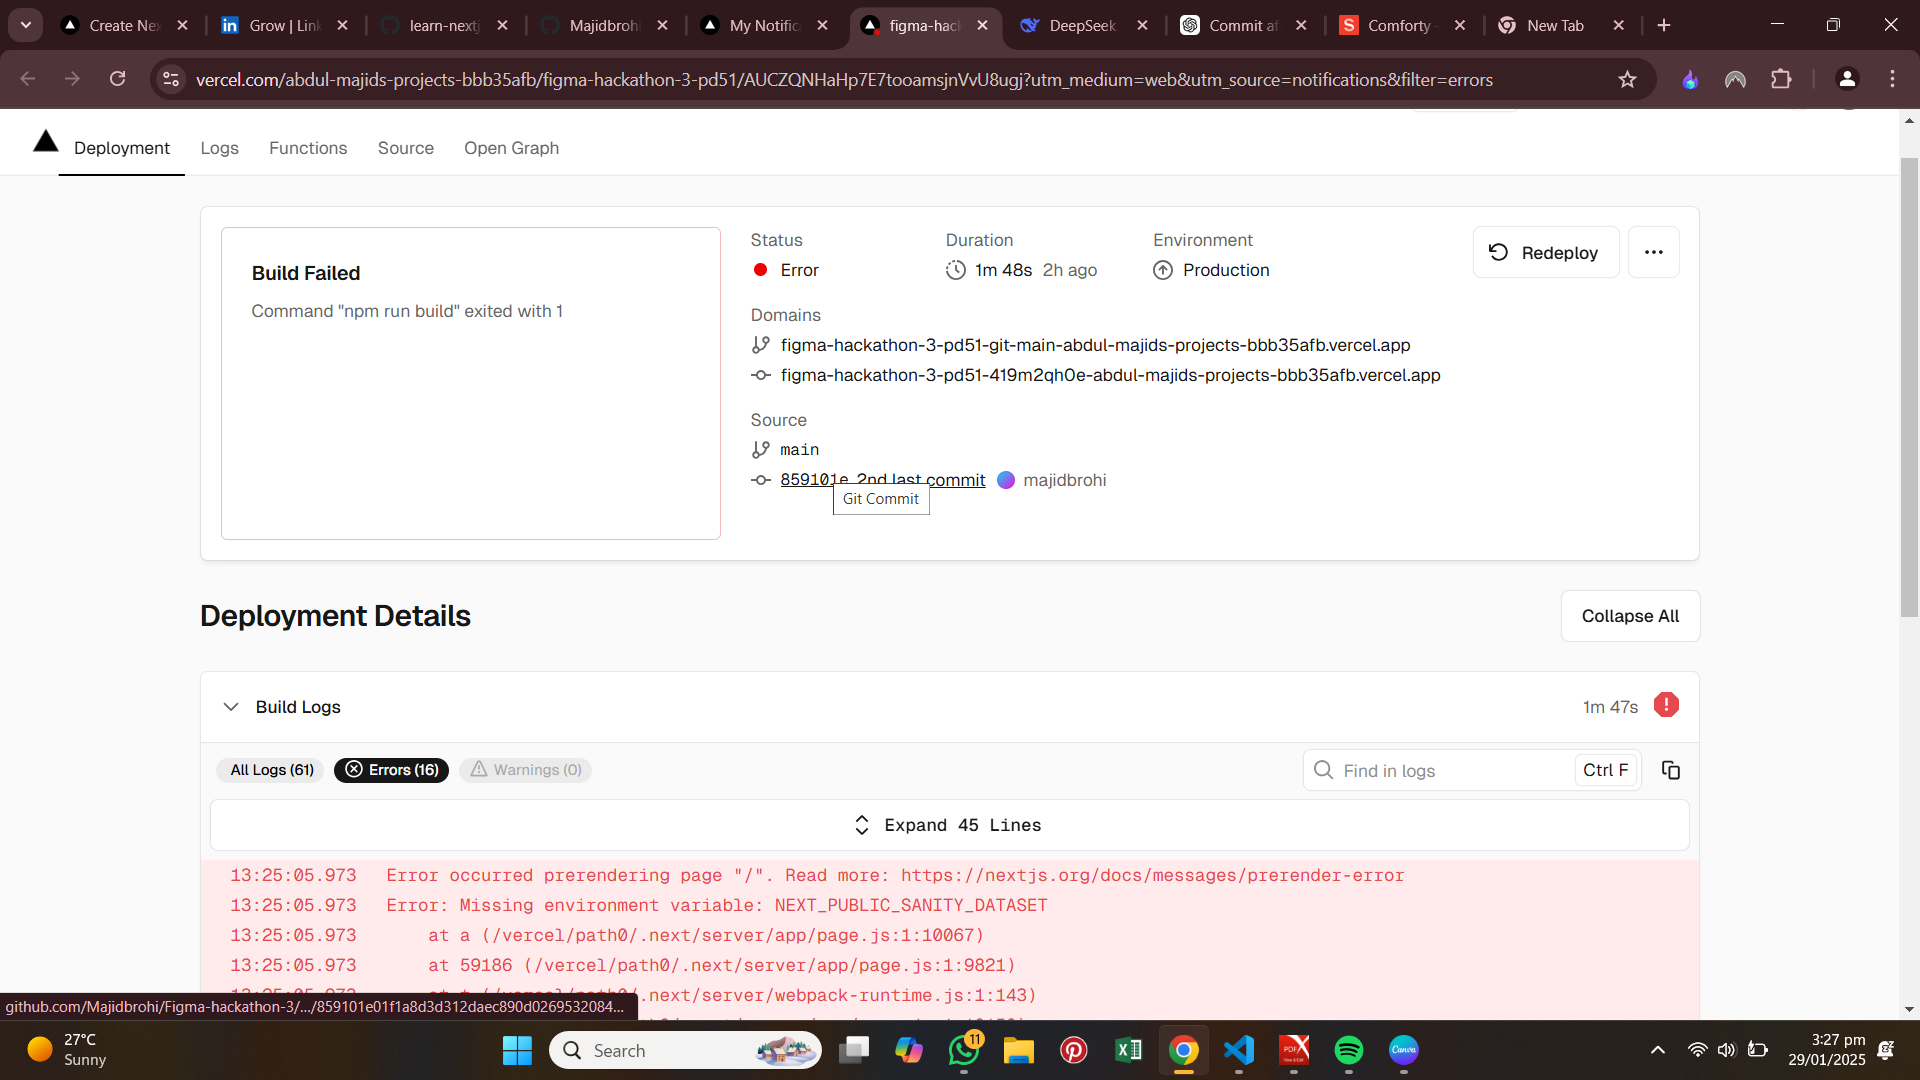 Create Nex
Grow | Link
learn-nextj
Majidbrohi
My Notific
figma-hack
DeepSeek
Commit af
Comforty -
New Tab
vercel.com/abdul-majids-projects-bbb35afb/figma-hackathon-3-pd51/AUCZQNHaHp7E7tooamsjnVvU8ugj?utm_medium=web&utm_source=notifications&filter=errors
Deployment
Logs
Functions
Source
Open Graph
Build Failed
Command "npm run build" exited with 1
Status
Error
Duration
1m 48s 2h ago
Environment
Production
Redeploy
Domains
figma-hackathon-3-pd51-git-main-abdul-majids-projects-bbb35afb.vercel.app
figma-hackathon-3-pd51-419m2qh0e-abdul-majids-projects-bbb35afb.vercel.app
Source
main
859101e 2nd last commit
majidbrohi
Git Commit
Deployment Details
Collapse All
Build Logs
1m 47s
All Logs (61)
Errors (16)
Warnings (0)
Find in logs
Ctrl F
Expand 45 Lines
13:25:05.973 Error occurred prerendering page "/". Read more: https://nextjs.org/docs/messages/prerender-error
13:25:05.973 Error: Missing environment variable: NEXT_PUBLIC_SANITY_DATASET
13:25:05.973 at a (/vercel/path0/.next/server/app/page.js:1:10067)
13:25:05.973 at 59186 (/vercel/path0/.next/server/app/page.js:1:9821)
.next/server/webpack-runtime.js:1:143)
github.com/Majidbrohi/Figma-hackathon-3/.../859101e01f1a8d3d312daec890d0269532084...
27°C
Sunny
Search
11
PDF
Canva
3:27 pm
29/01/2025